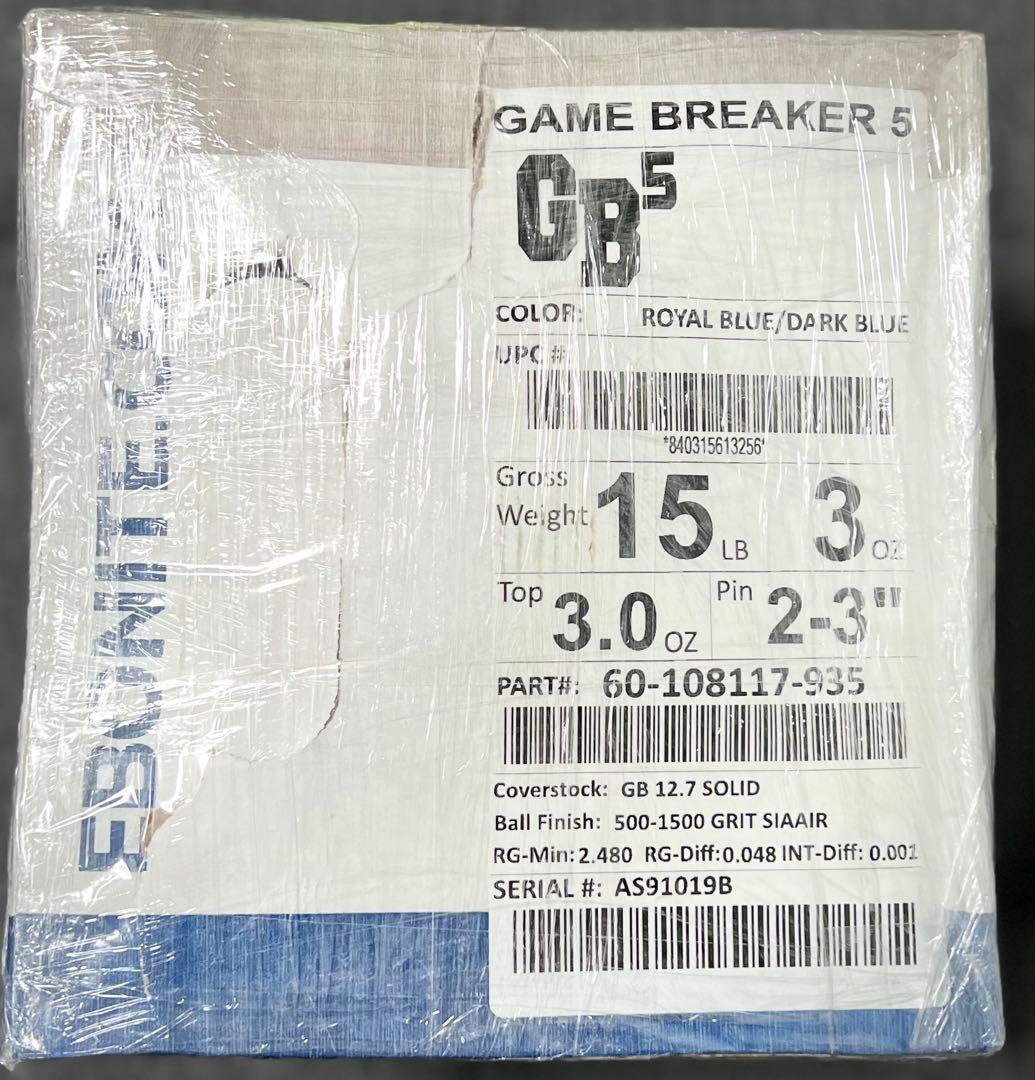 EBONITE.COM
GAME BREAKER 5
GB5
COLOR: ROYAL BLUE/DARK BLUE
UPC #:
*840315613256*
Gross Weight 15 LB 3 OZ
Top 3.0 OZ Pin 2-3"
PART#: 60-108117-935
Coverstock: GB 12.7 SOLID
Ball Finish: 500-1500 GRIT SIAAIR
RG-Min: 2.480 RG-Diff: 0.048 INT-Diff: 0.001
SERIAL #: AS91019B